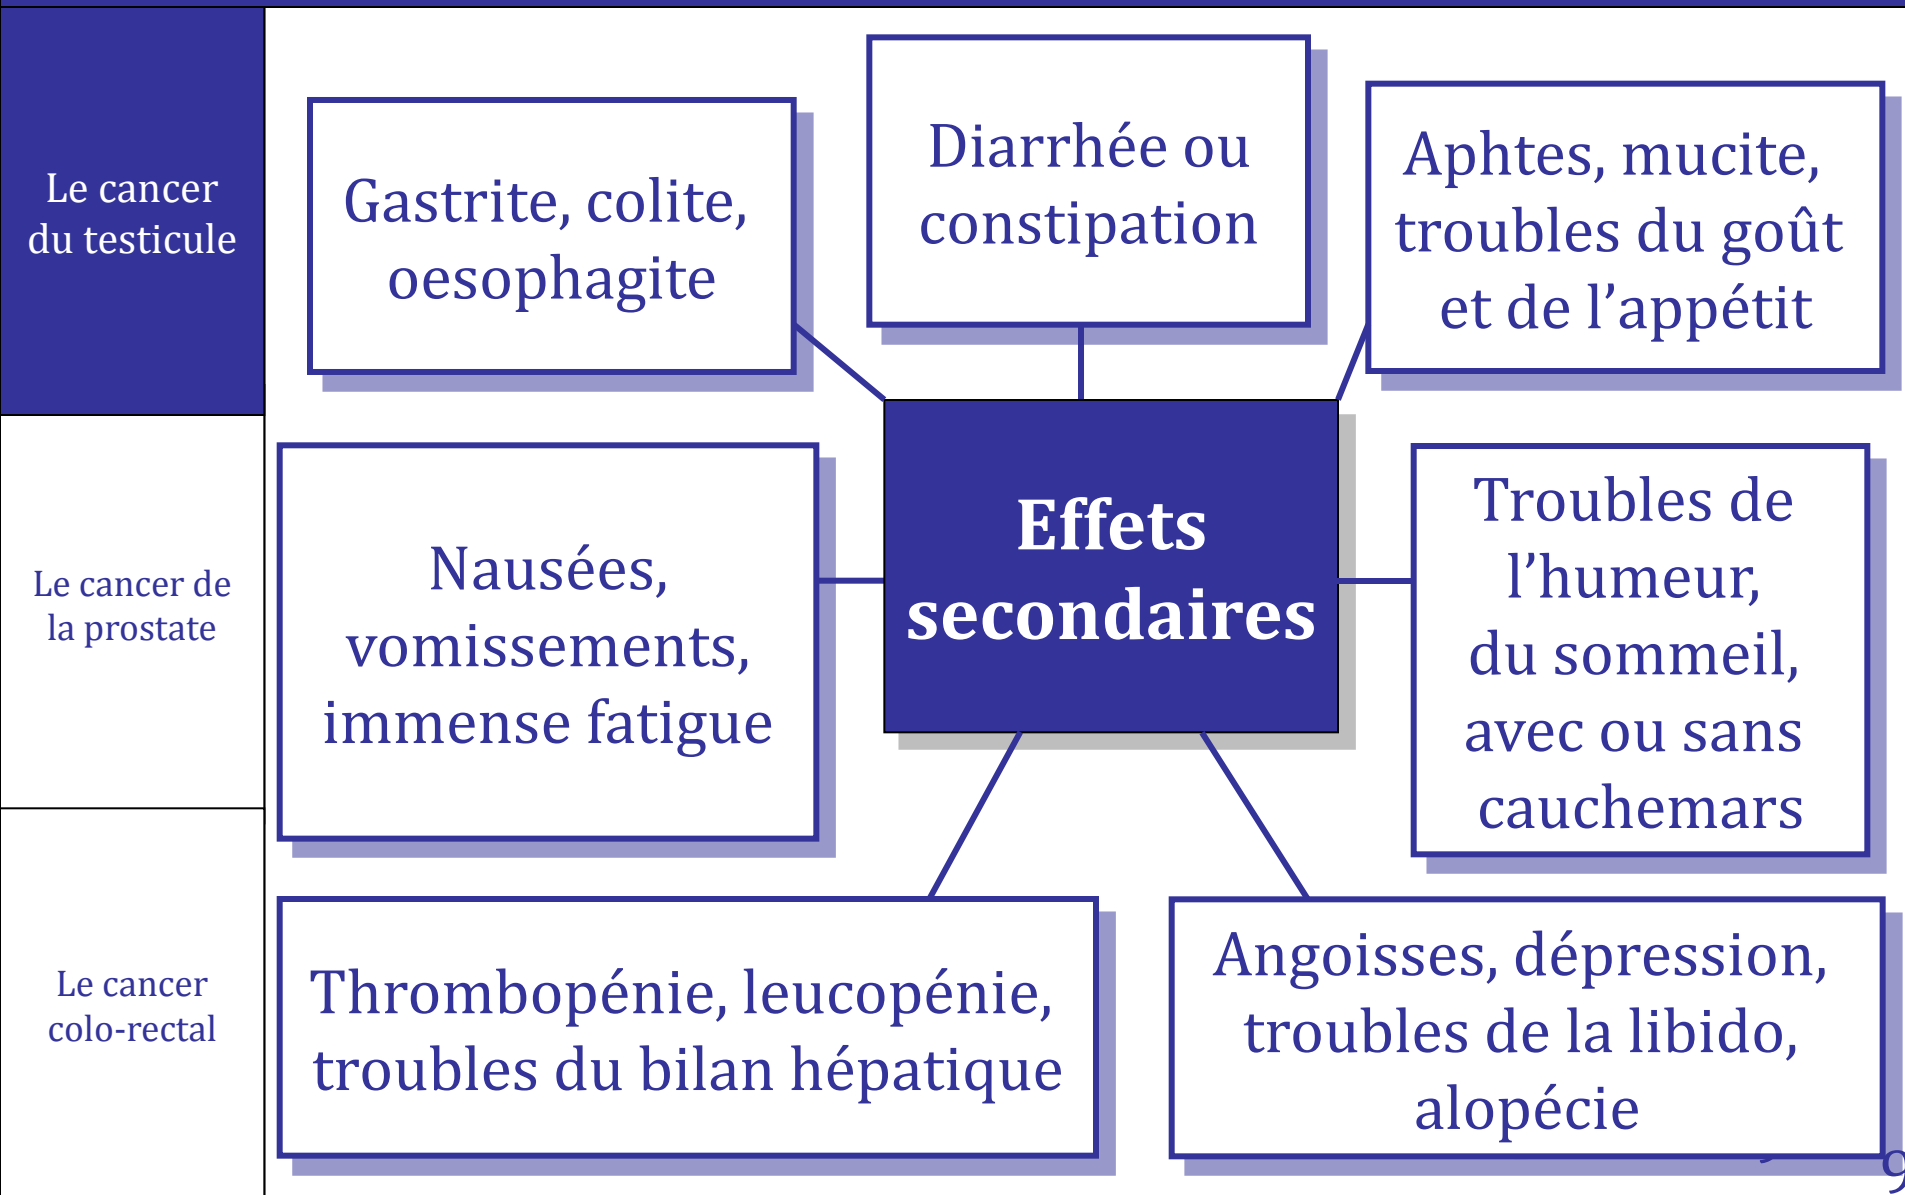 Le cancer
du testicule
Le cancer de
la prostate
Le cancer
colo-rectal
Gastrite, colite,
oesophagite
Diarrhée ou
constipation
Aphtes, mucite,
troubles du goût
et de l’appétit
Nausées,
vomissements,
immense fatigue
Effets
secondaires
Troubles de
l’humeur,
du sommeil,
avec ou sans
cauchemars
Thrombopénie, leucopénie,
troubles du bilan hépatique
Angoisses, dépression,
troubles de la libido,
alopécie